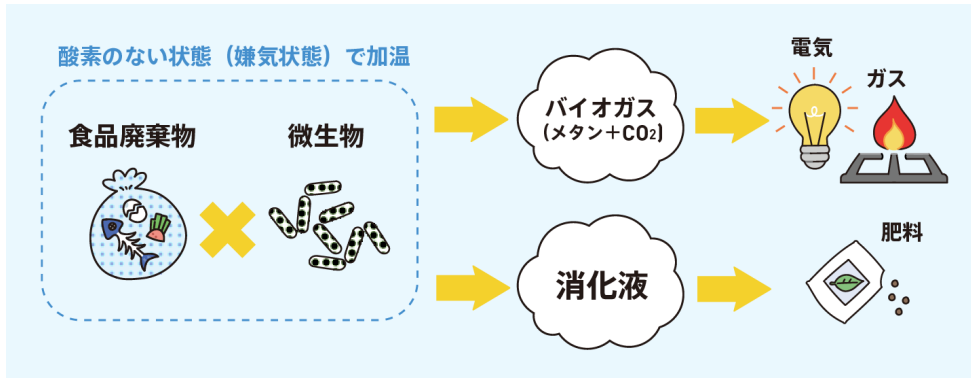 酸素のない状態（嫌気状態）で加温
食品廃棄物
微生物
バイオガス
(メタン＋CO₂)
電気
ガス
消化液
肥料